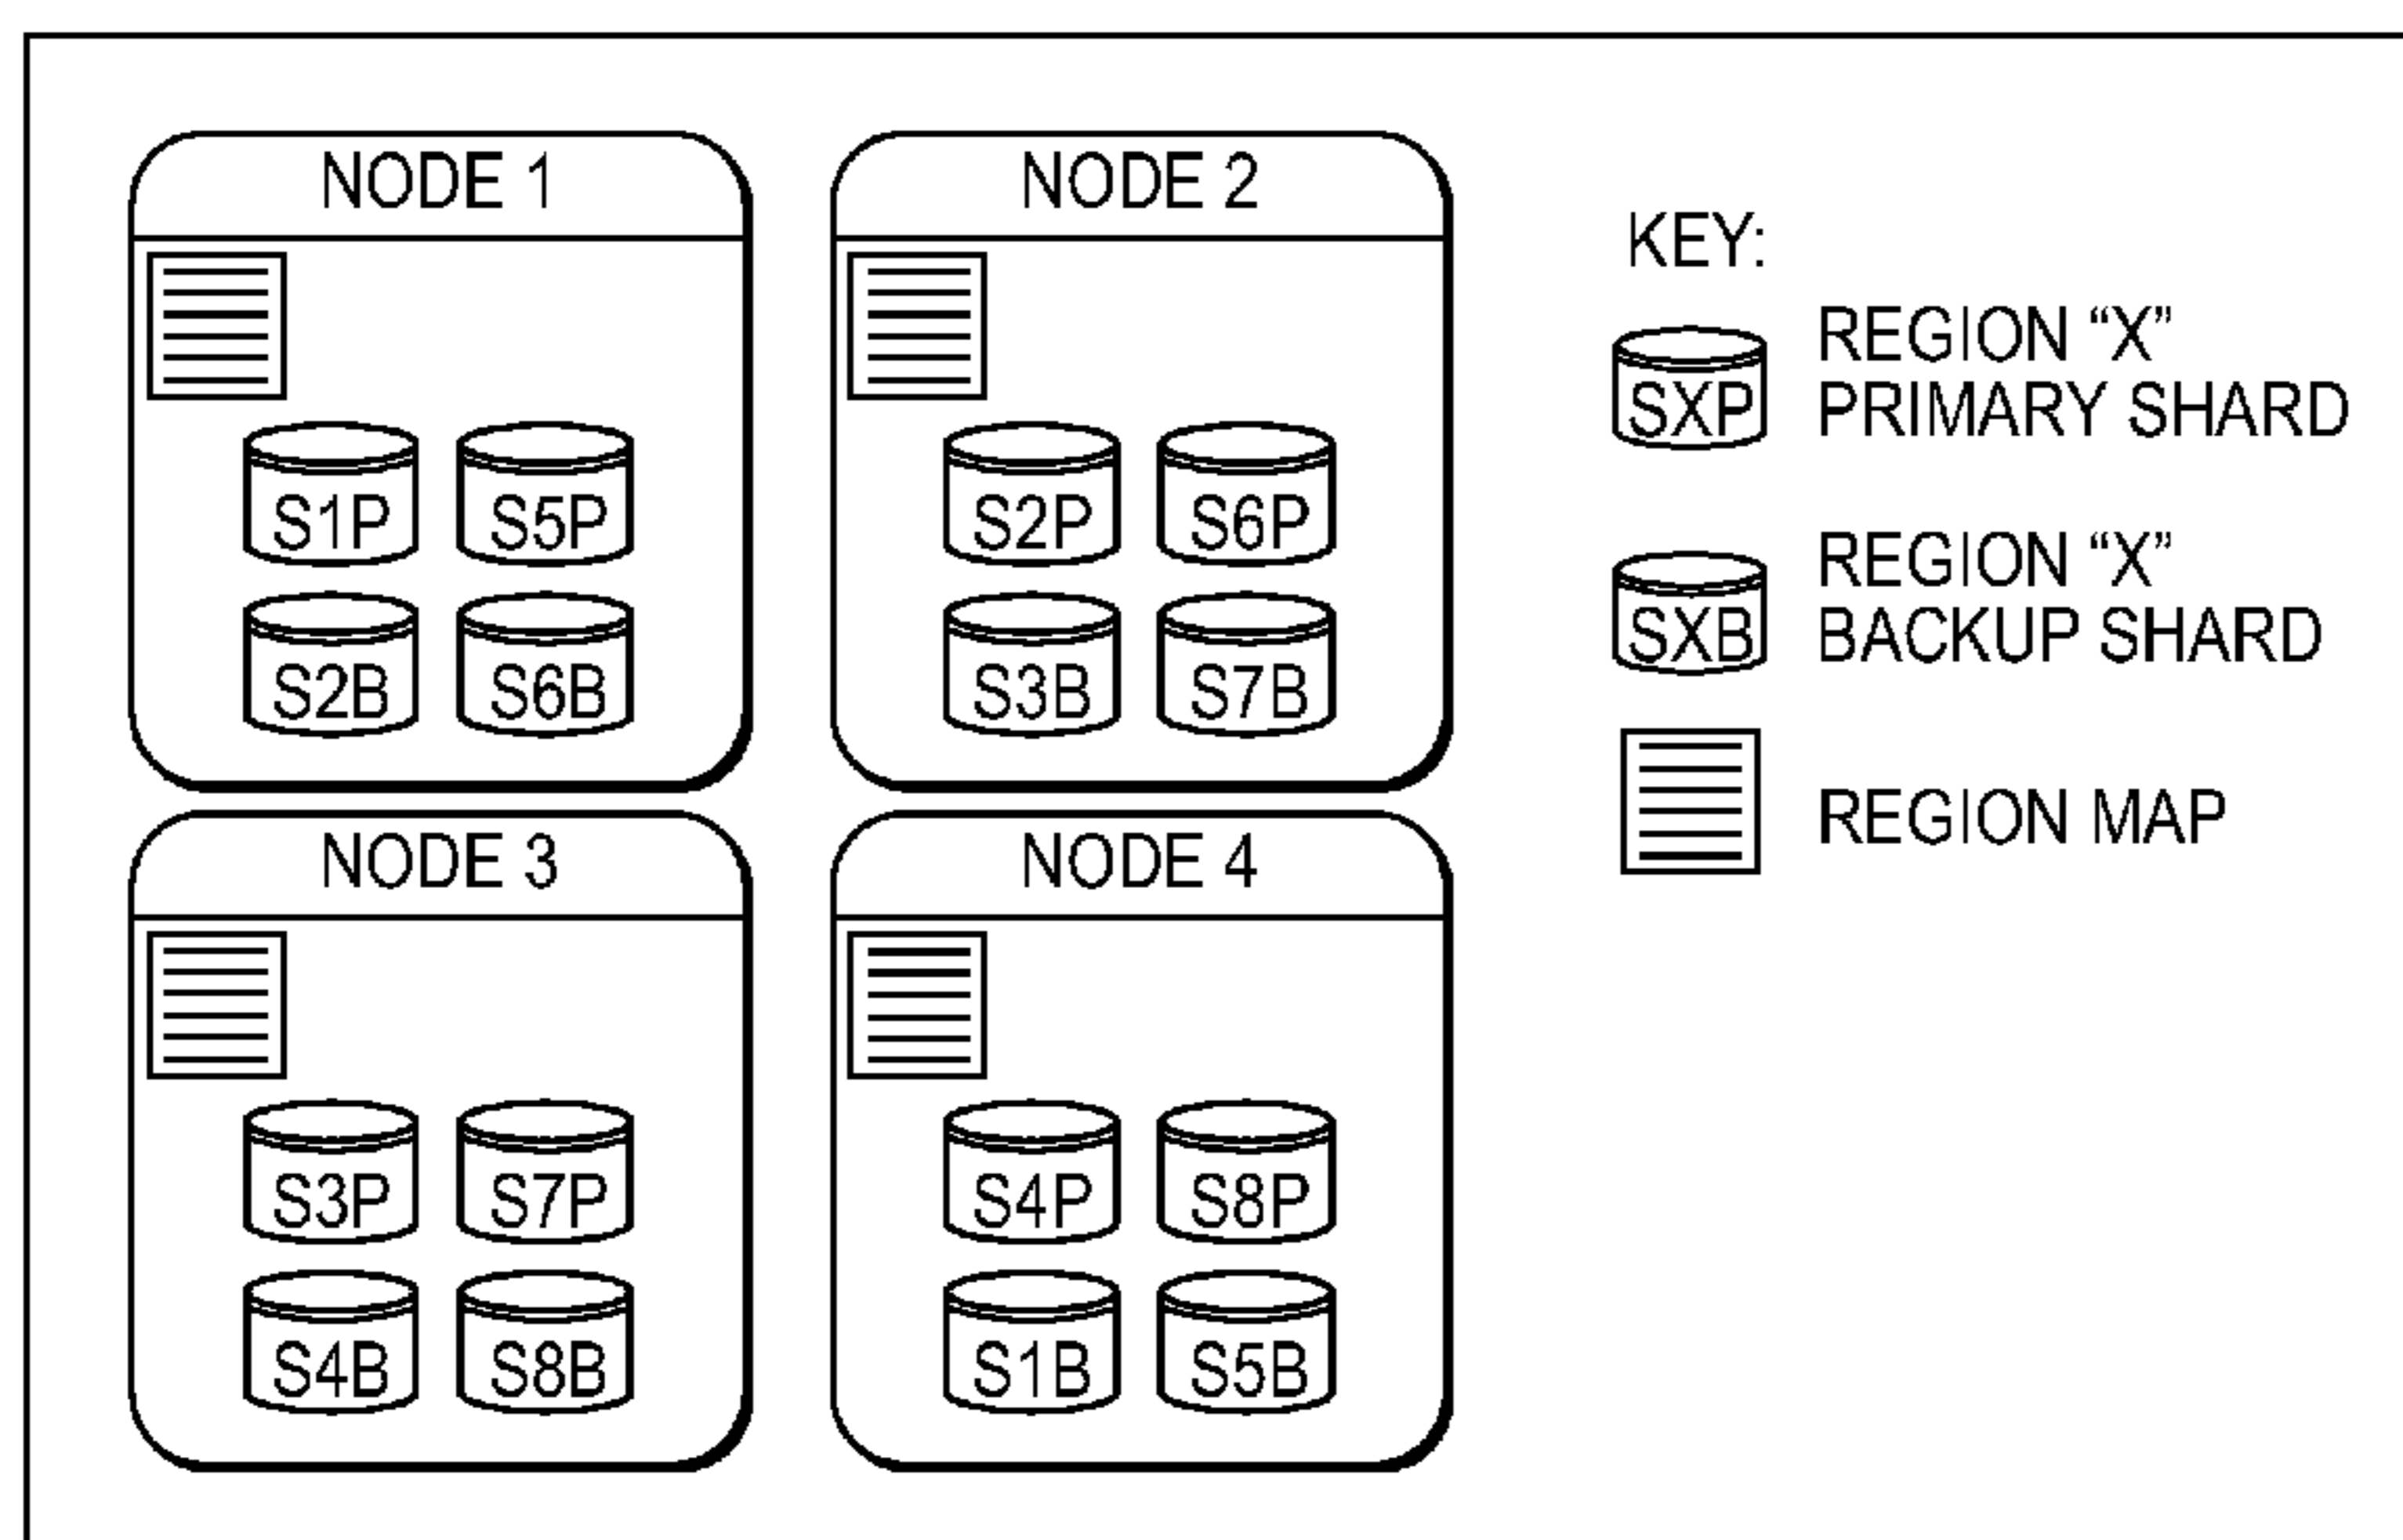 NODE 1
S1P S5P
S2B S6B
NODE 2
S2P S6P
S3B S7B
NODE 3
S3P S7P
S4B S8B
NODE 4
S4P S8P
S1B S5B
KEY:
SXP
REGION “X”
PRIMARY SHARD
SXB
REGION “X”
BACKUP SHARD
REGION MAP